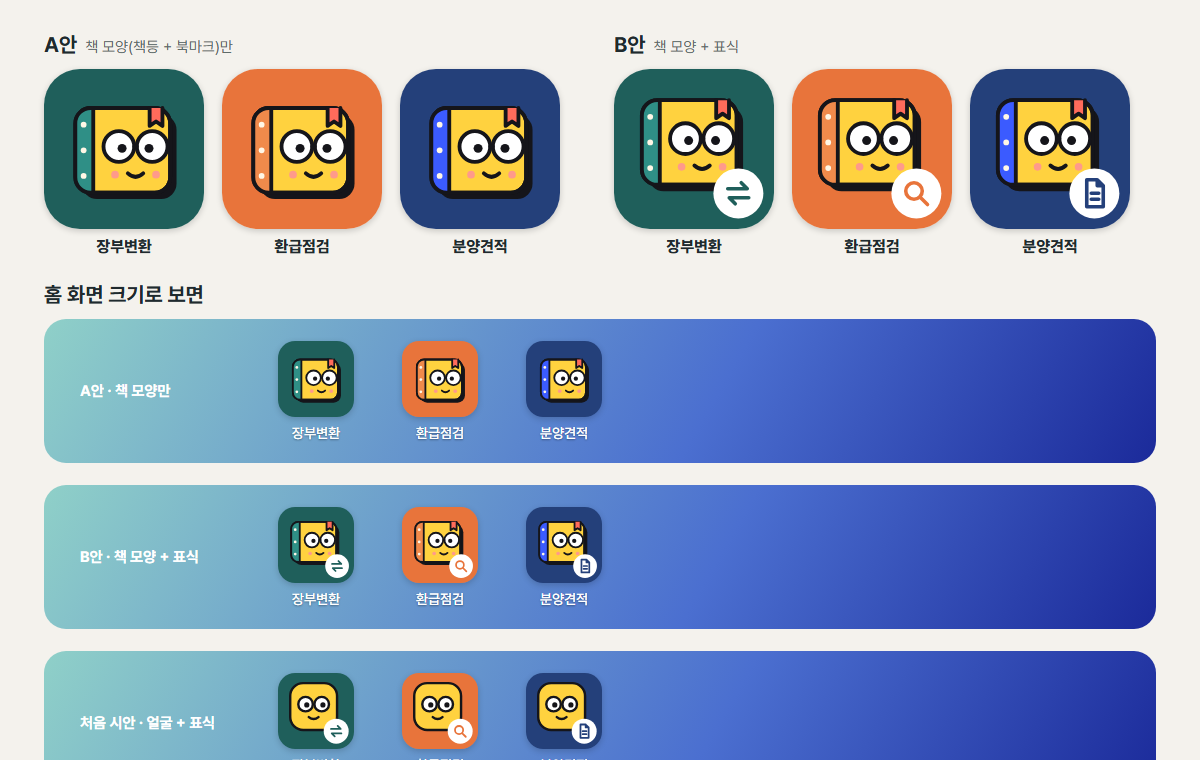 A안 책 모양(책등 + 북마크)만
B안 책 모양 + 표식
장부변환
환급점검
분양견적
장부변환
환급점검
분양견적
홈 화면 크기로 보면
A안 · 책 모양만
장부변환
환급점검
분양견적
B안 · 책 모양 + 표식
장부변환
환급점검
분양견적
처음 시안 · 얼굴 + 표식